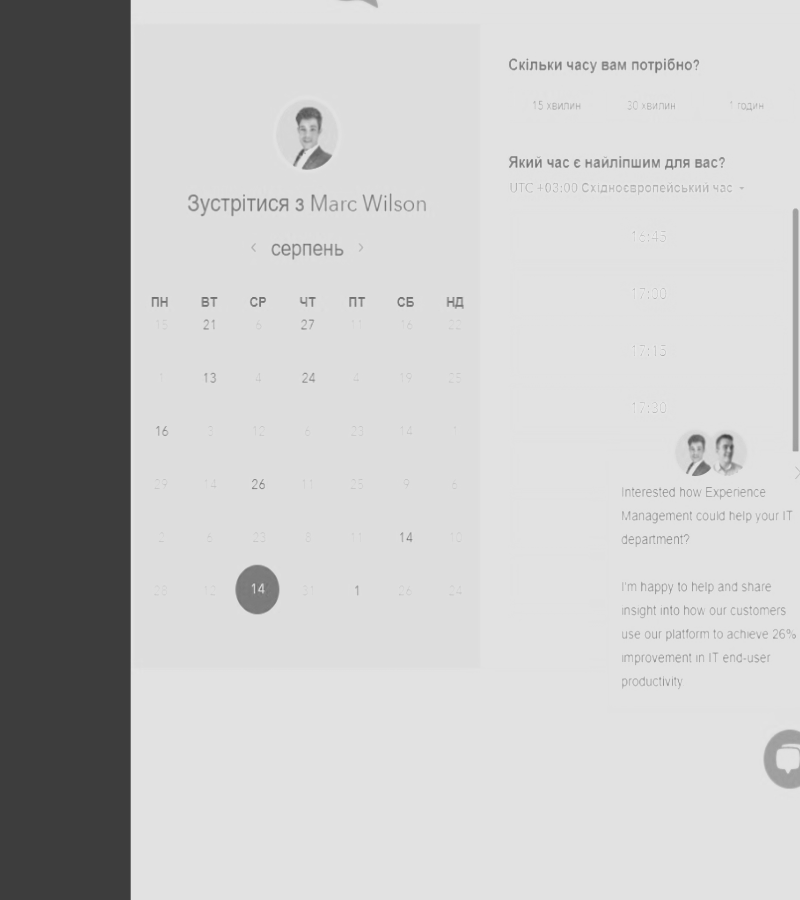 Зустрітися з Marc Wilson
серпень
ПН ВТ СР ЧТ ПТ СБ НД
15 21 6 27 11 16 22
1 13 4 24 4 19 25
16 3 12 6 23 14 1
29 14 26 11 25 9 6
2 6 23 8 11 14 10
28 12 14 31 1 26 24
Скільки часу вам потрібно?
15 хвилин 30 хвилин 1 годин
Який час є найліпшим для вас?
UTC +03:00 Східноєвропейський час
16:45
17:00
17:15
17:30
Interested how Experience
Management could help your IT
department?
I'm happy to help and share
insight into how our customers
use our platform to achieve 26%
improvement in IT end-user
productivity